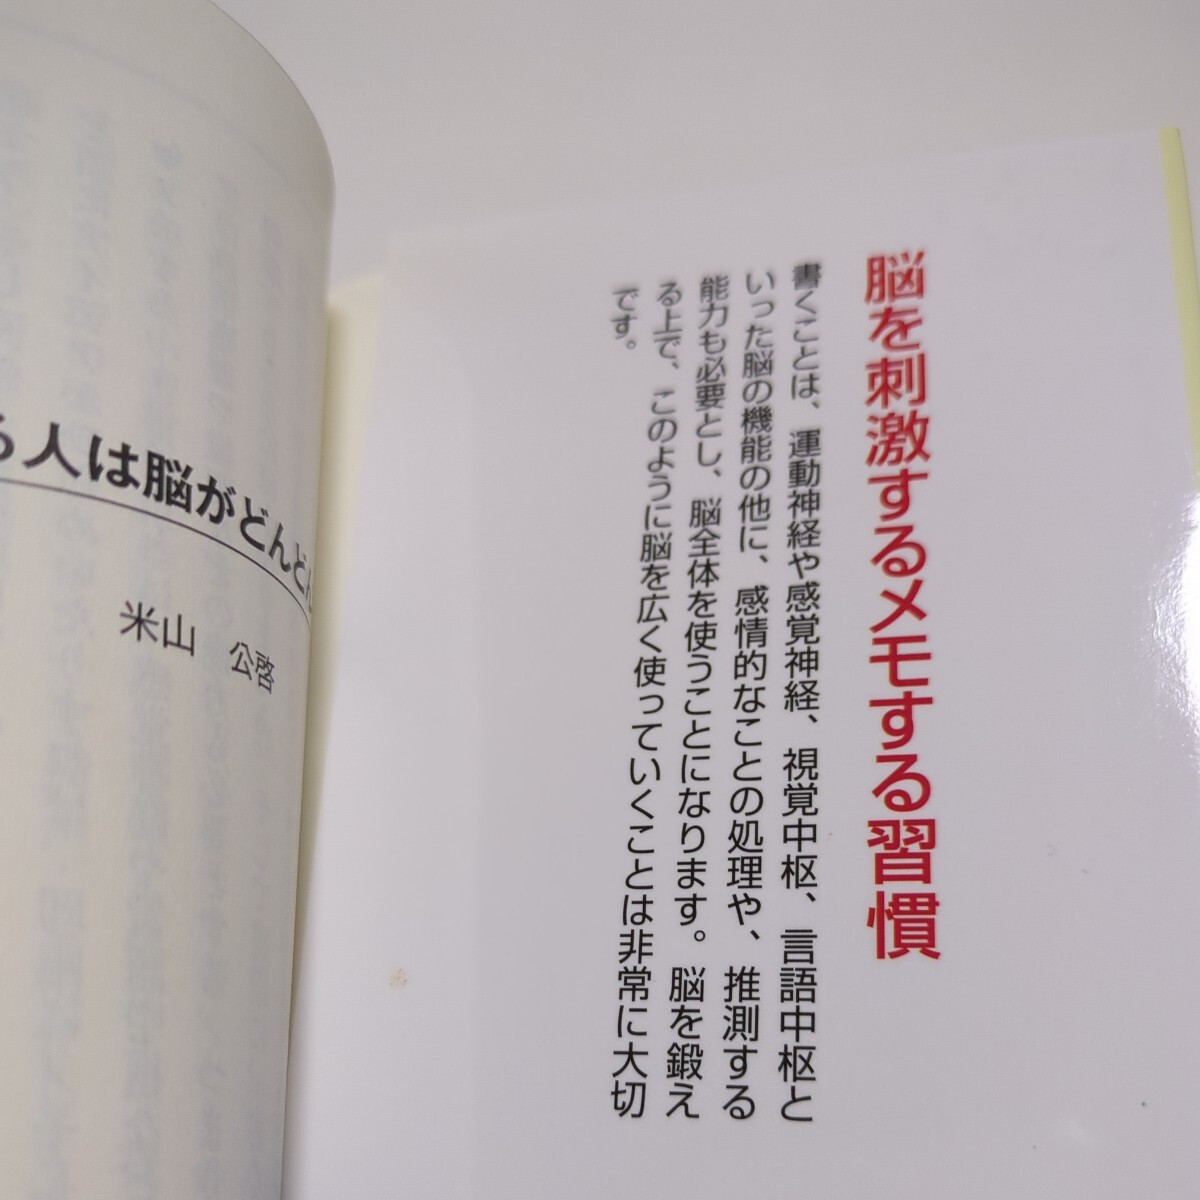 脳を刺激するメモする習慣
書くことは、運動神経や感覚神経、視覚中枢、言語中枢と
いった脳の機能の他に、感情的なことの処理や、推測する
能力も必要とし、脳全体を使うことになります。脳を鍛え
る上で、このように脳を広く使っていくことは非常に大切
です。
る人は脳がどんどん
米山 公啓